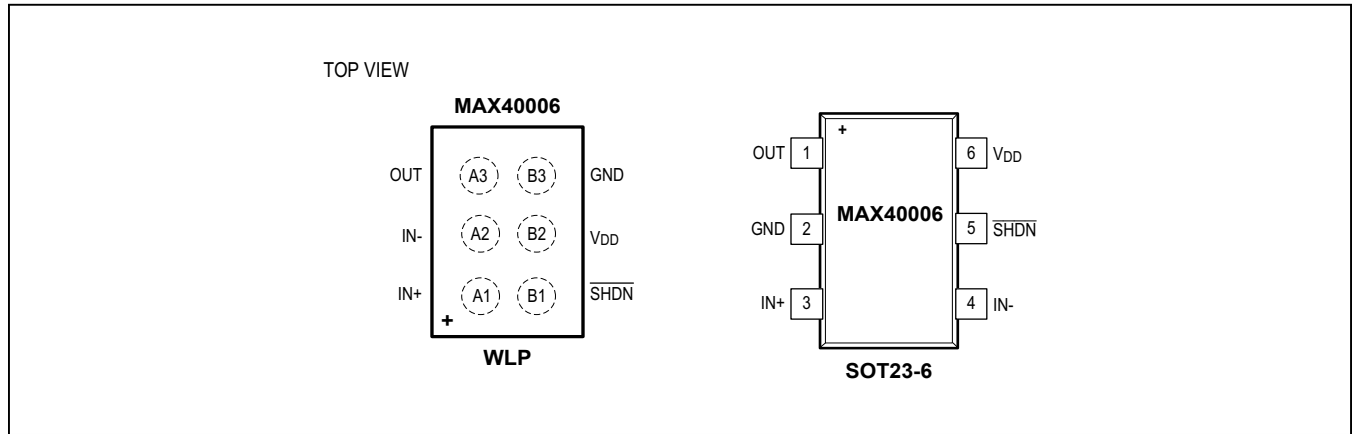 TOP VIEW
MAX40006
OUT A3 B3 GND
IN- A2 B2 VDD
IN+ A1 B1 SHDN
+
WLP
+
OUT 1 6 VDD
MAX40006
GND 2 5 SHDN
IN+ 3 4 IN-
SOT23-6